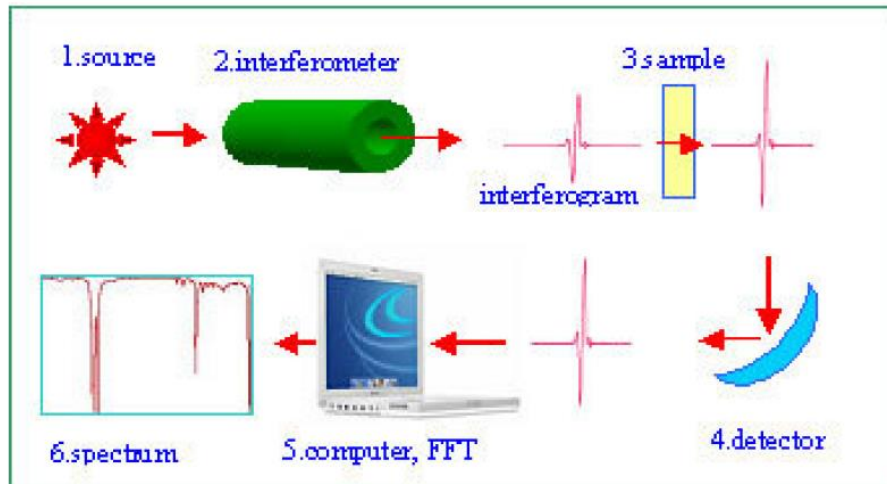 1.source
2.interferometer
3.sample
interferogram
4.detector
5.computer, FFT
6.spectrum